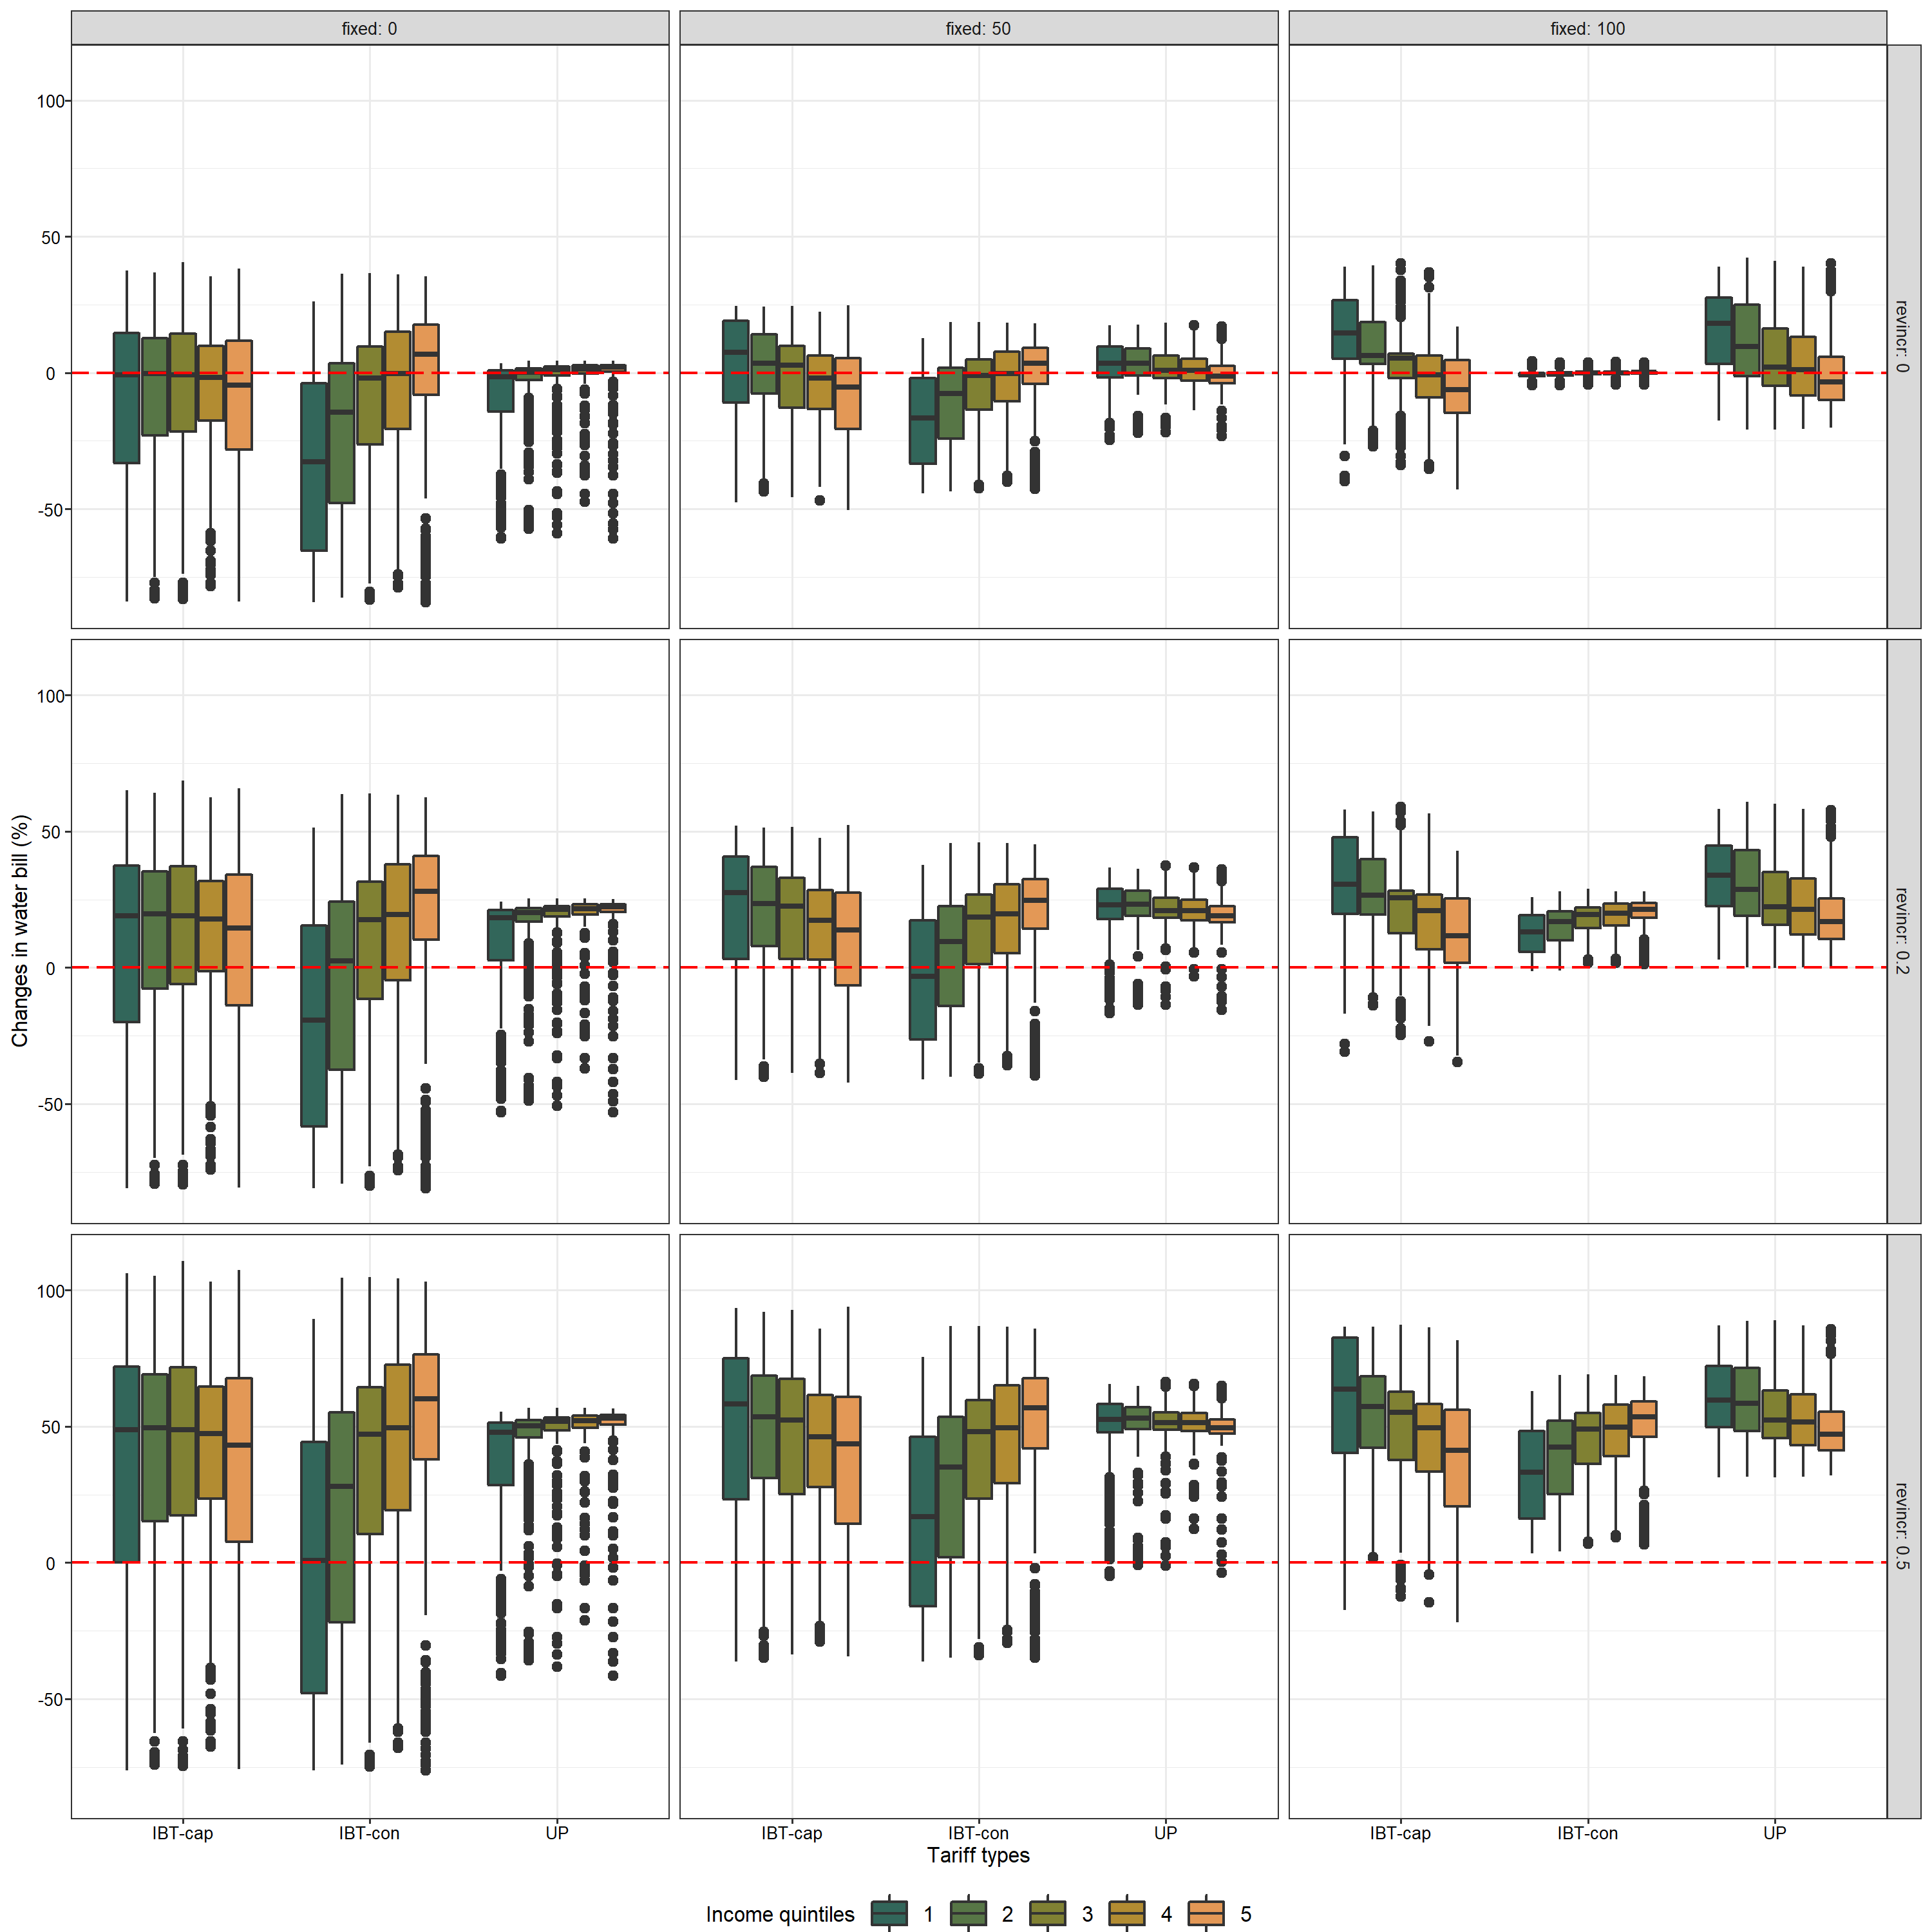 fixed: 0
fixed: 50
fixed: 100
100
50
0
-50
revincr: 0
Changes in water bill (%)
100
50
0
-50
revincr: 0.2
100
50
0
-50
revincr: 0.5
IBT-cap
IBT-con
UP
IBT-cap
IBT-con
UP
IBT-cap
IBT-con
UP
Tariff types
Income quintiles 1 2 3 4 5